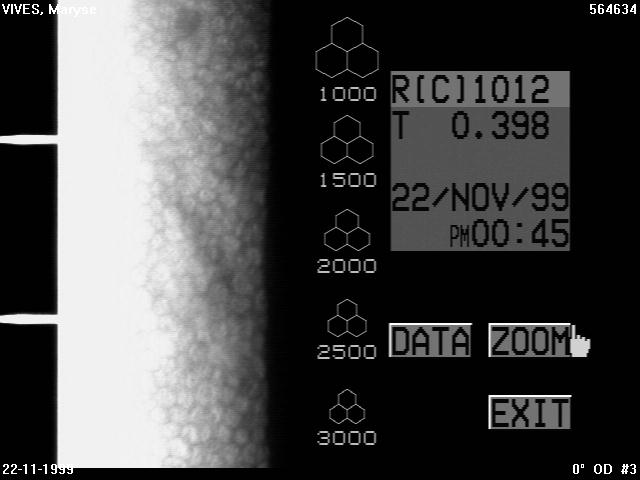 VIVES, Maryse
564634
1000
1500
2000
2500
3000
R[C]1012
T 0.398
22/NOV/99
PM00:45
DATA
ZOOM
EXIT
22-11-1999
0° OD #3